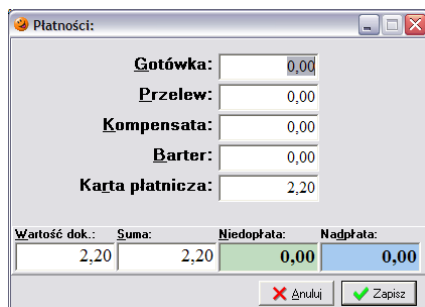 Płatności:
Gotówka: 0,00
Przelew: 0,00
Kompensata: 0,00
Barter: 0,00
Karta płatnicza: 2,20
Wartość dok.: Suma: Niedopłata: Nadpłata:
2,20 2,20 0,00 0,00
Anuluj Zapisz